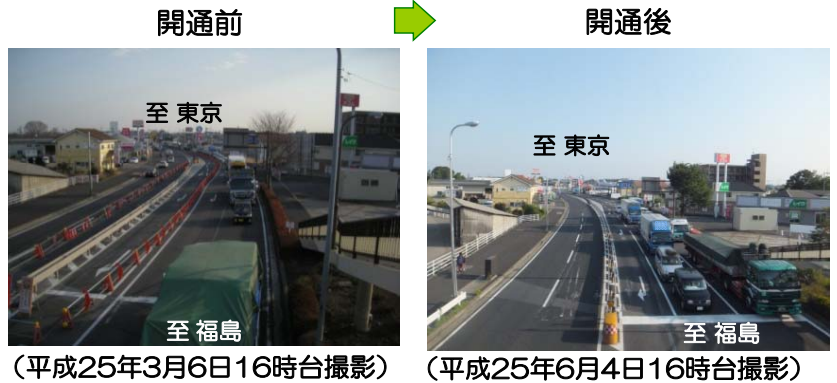 開通前
開通後
至 東京
至 福島
至 東京
至 福島
（平成25年3月6日16時台撮影）
（平成25年6月4日16時台撮影）